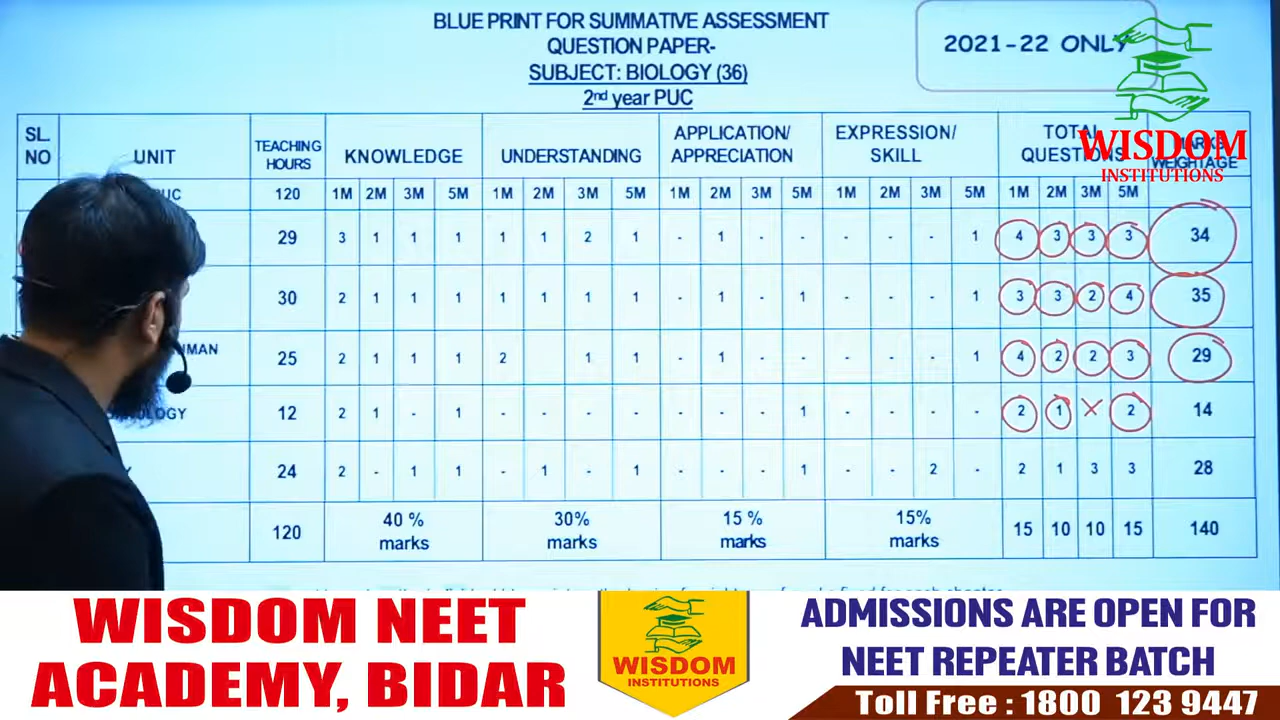 BLUE PRINT FOR SUMMATIVE ASSESSMENT
QUESTION PAPER-
SUBJECT: BIOLOGY (36)
2nd year PUC
2021-22 ONLY
WISDOM
INSTITUTIONS
SL. NO UNIT TEACHING HOURS KNOWLEDGE UNDERSTANDING APPLICATION/ APPRECIATION EXPRESSION/ SKILL TOTAL QUESTIONS WEIGHTAGE
120 1M 2M 3M 5M 1M 2M 3M 5M 1M 2M 3M 5M 1M 2M 3M 5M 1M 2M 3M 5M
29 3 1 1 1 1 1 2 1 - 1 - - - - - 1 4 3 3 3 34
30 2 1 1 1 1 1 1 1 - 1 - 1 - - - 1 3 3 2 4 35
25 2 1 1 1 2 1 1 - 1 - - - - - 1 4 2 2 3 29
12 2 1 - 1 - - - - - - - 1 - - - - 2 1 × 2 14
24 2 - 1 1 - 1 - 1 - - - 1 - - 2 - 2 1 3 3 28
120 40 % marks 30% marks 15 % marks 15% marks 15 10 10 15 140
WISDOM NEET
ACADEMY, BIDAR
WISDOM
INSTITUTIONS
ADMISSIONS ARE OPEN FOR
NEET REPEATER BATCH
Toll Free : 1800 123 9447